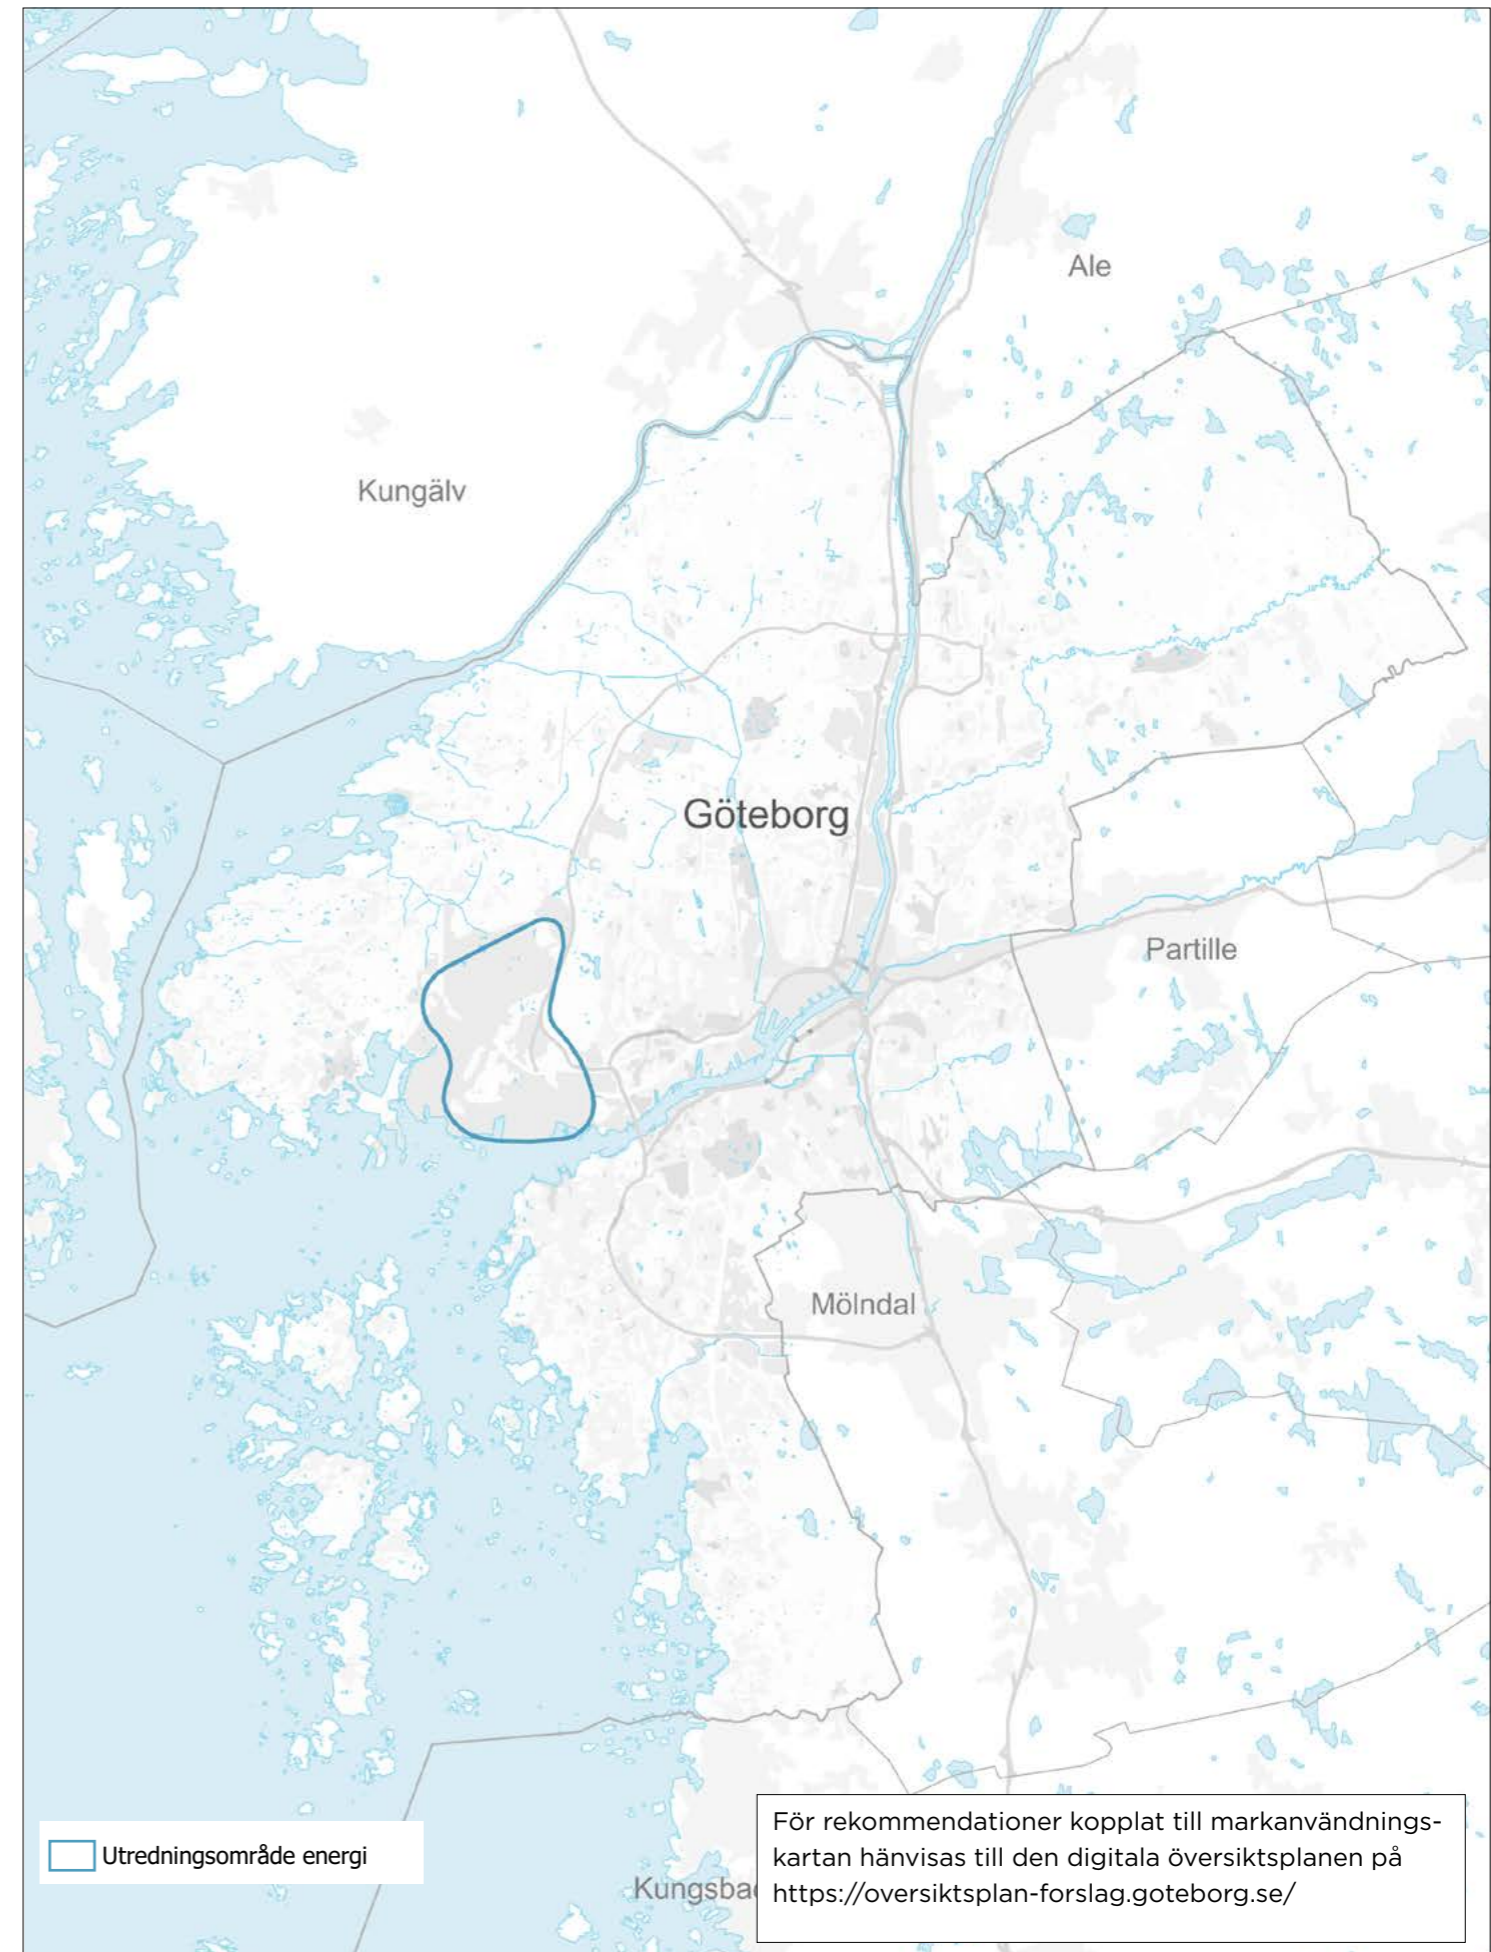 Ale
Kungälv
Göteborg
Partille
Mölndal
Utredningsområde energi
För rekommendationer kopplat till markanvändnings-
kartan hänvisas till den digitala översiktsplanen på
https://oversiktsplan-forslag.goteborg.se/
Kungsba